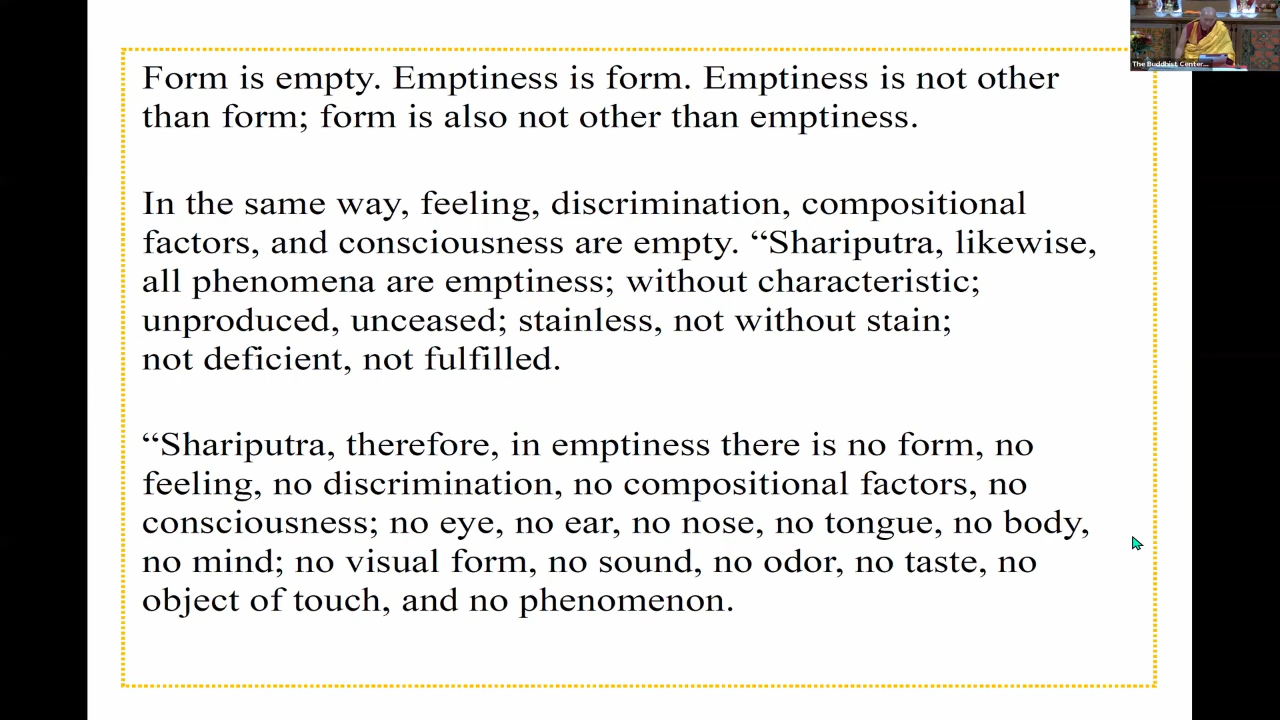 Form is empty. Emptiness is form. Emptiness is not other
than form; form is also not other than emptiness.
In the same way, feeling, discrimination, compositional
factors, and consciousness are empty. “Shariputra, likewise,
all phenomena are emptiness; without characteristic;
unproduced, unceased; stainless, not without stain;
not deficient, not fulfilled.
“Shariputra, therefore, in emptiness there is no form, no
feeling, no discrimination, no compositional factors, no
consciousness; no eye, no ear, no nose, no tongue, no body,
no mind; no visual form, no sound, no odor, no taste, no
object of touch, and no phenomenon.
The Buddhist Center...